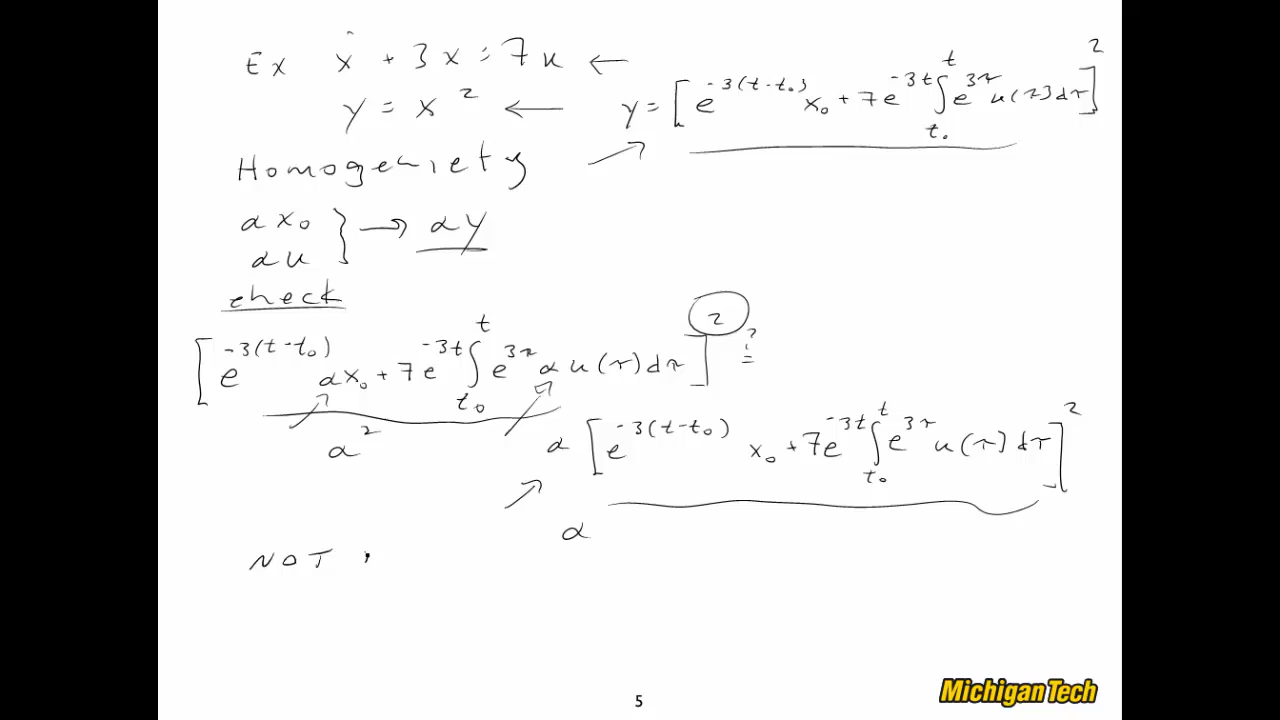 Ex ẋ + 3x = 7u ←
y = x² ← y = [e^{-3(t-t₀)} x₀ + 7e^{-3t} ∫_{t₀}^{t} e^{3τ} u(τ) dτ]²
Homogeniety
αx₀ } → αy
αu
check
[e^{-3(t-t₀)} αx₀ + 7e^{-3t} ∫_{t₀}^{t} e^{3τ} α u(τ) dτ]² ?=
α² α [e^{-3(t-t₀)} x₀ + 7e^{-3t} ∫_{t₀}^{t} e^{3τ} u(τ) dτ]²
α
NOT
5
Michigan Tech